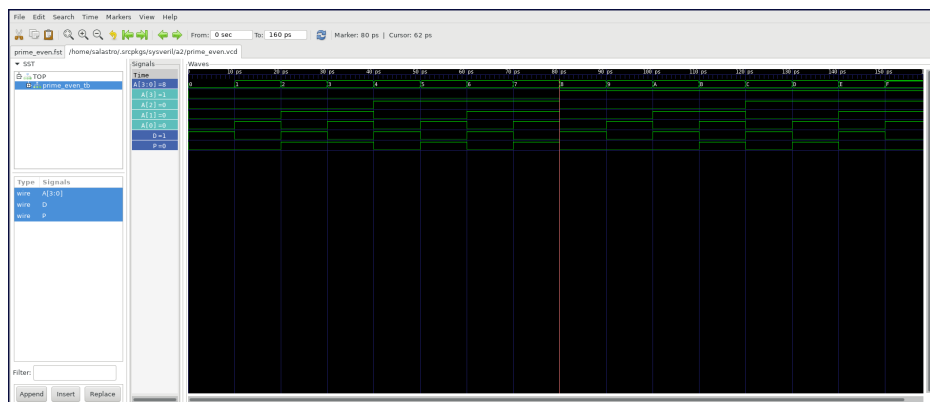 File Edit Search Time Markers View Help
From: 0 sec To: 160 ps Marker: 80 ps | Cursor: 62 ps
prime_even.fst /home/salastro/.srcpkgs/sysveril/a2/prime_even.vcd
SST
TOP
prime_even_tb
Type Signals
wire A[3:0]
wire D
wire P
Filter:
Append Insert Replace
Signals
Time
A[3:0]=8
A[3]=1
A[2]=0
A[1]=0
A[0]=0
D=1
P=0
Waves
10 ps 20 ps 30 ps 40 ps 50 ps 60 ps 70 ps 80 ps 90 ps 100 ps 110 ps 120 ps 130 ps 140 ps 150 ps
0 1 2 3 4 5 6 7 8 9 A B C D E F